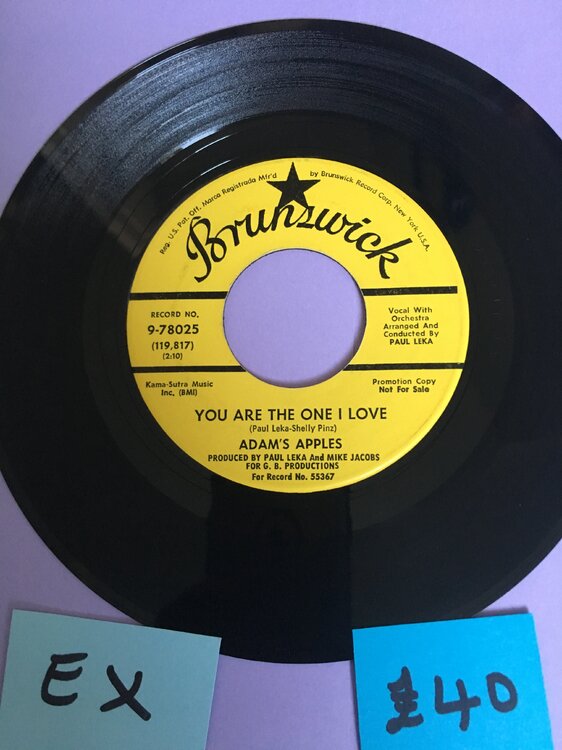 Reg. U.S. Pat. Off. Marca Registrada Mfr'd by Brunswick Record Corp. New York U.S.A.
Brunswick
RECORD NO.
9-78025
(119,817)
(2:10)
Vocal With
Orchestra
Arranged And
Conducted By
PAUL LEKA
Kama-Sutra Music
Inc, (BMI)
Promotion Copy
Not For Sale
YOU ARE THE ONE I LOVE
(Paul Leka-Shelly Pinz)
ADAM'S APPLES
PRODUCED BY PAUL LEKA And MIKE JACOBS
FOR G. B. PRODUCTIONS
For Record No. 55367
EX
£40